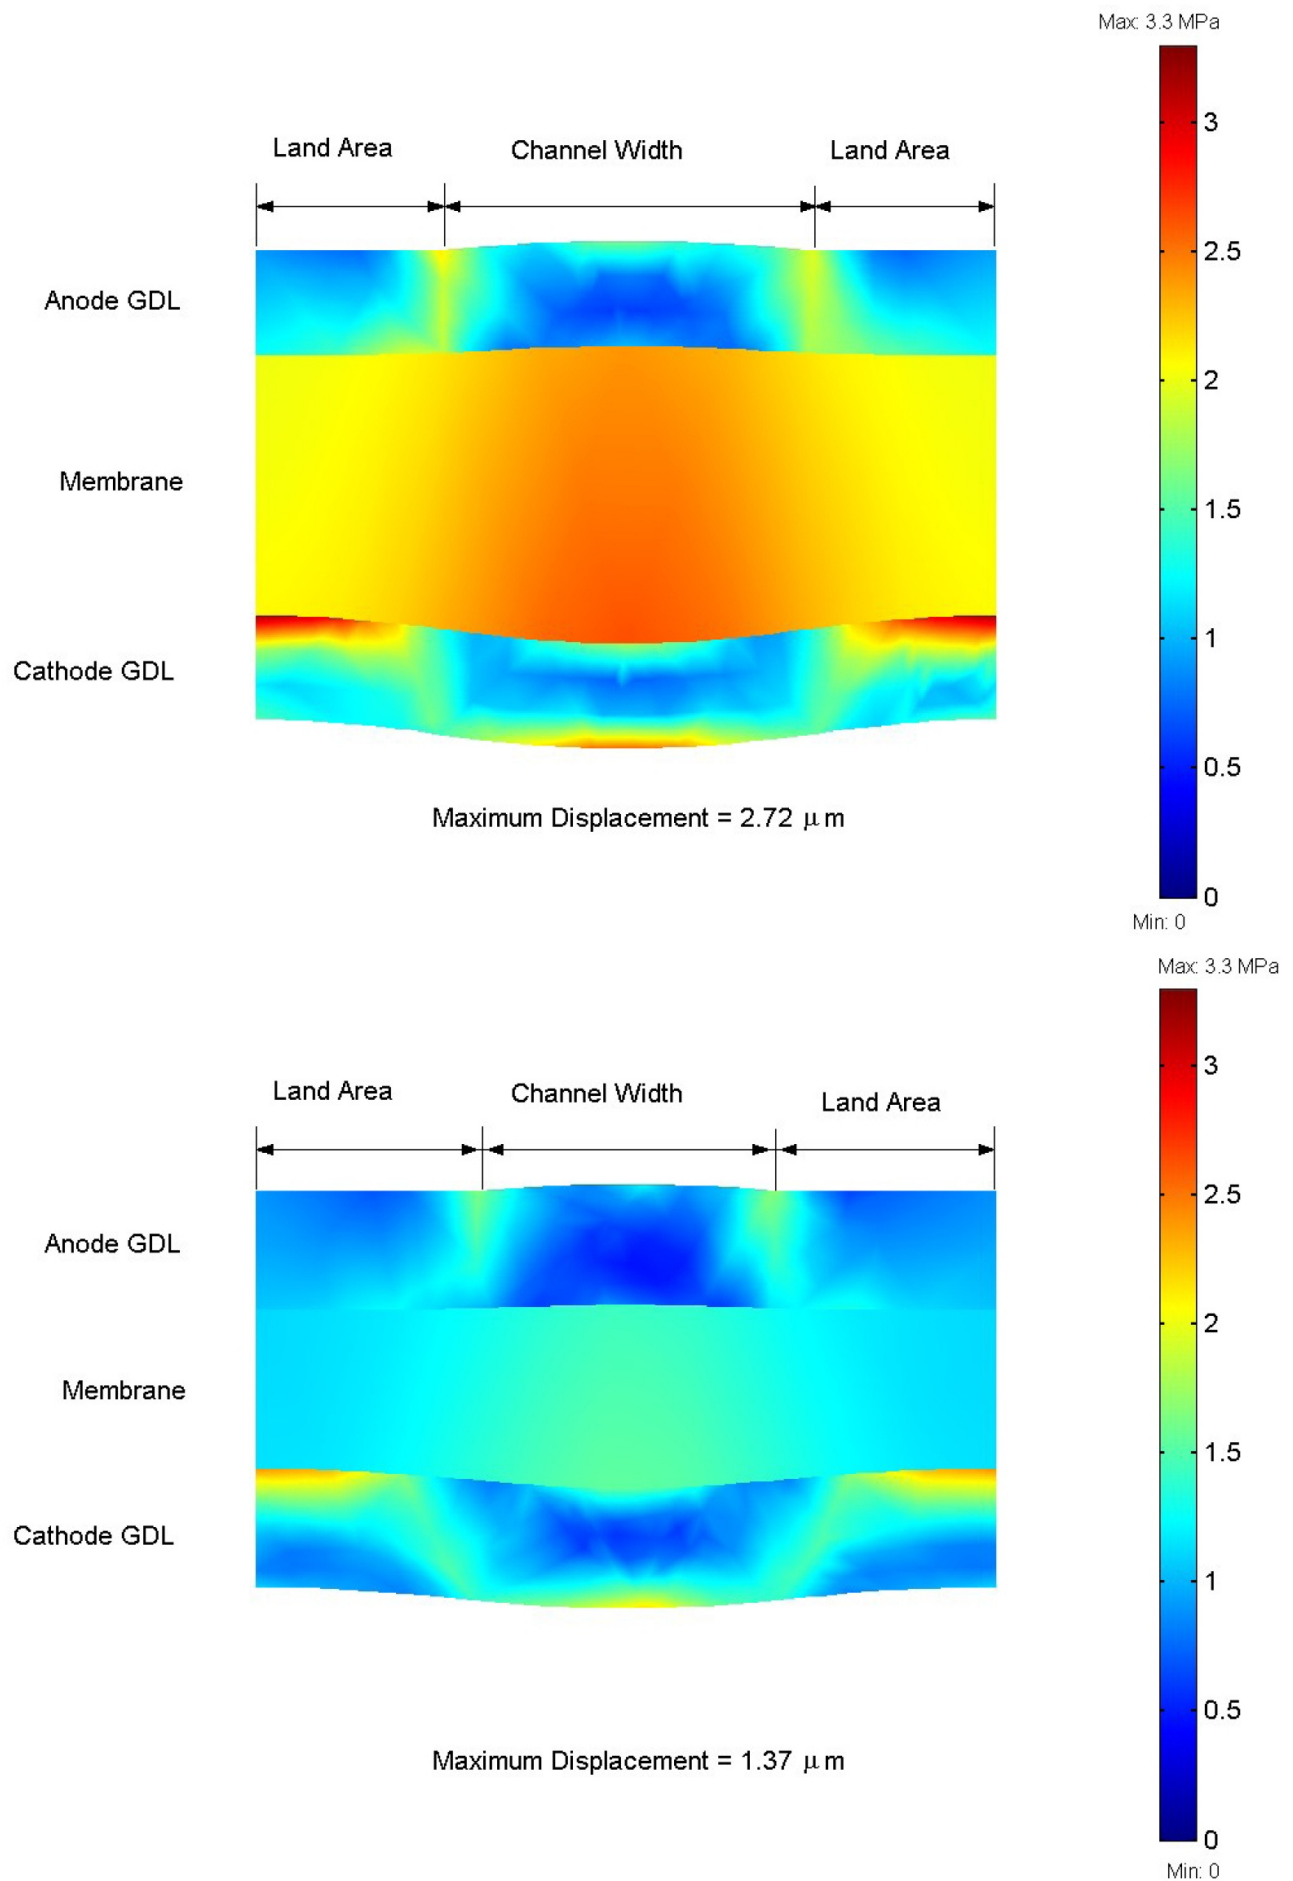 Max: 3.3 MPa
Land Area
Channel Width
Land Area
Anode GDL
Membrane
Cathode GDL
3
2.5
2
1.5
1
0.5
0
Min: 0
Maximum Displacement = 2.72 μm
Max: 3.3 MPa
Land Area
Channel Width
Land Area
Anode GDL
Membrane
Cathode GDL
3
2.5
2
1.5
1
0.5
0
Min: 0
Maximum Displacement = 1.37 μm